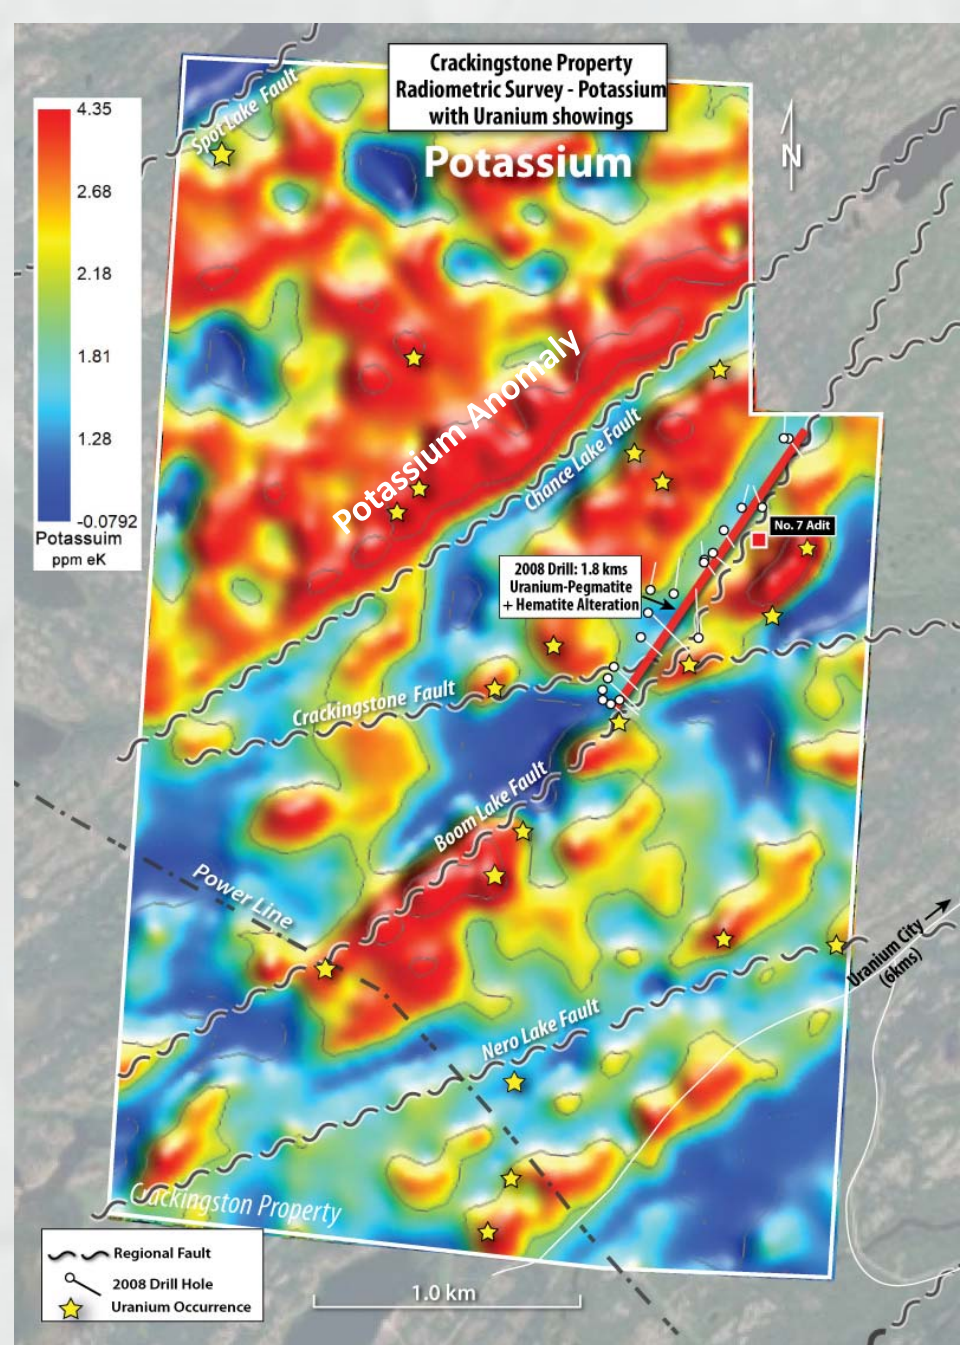 Crackingstone Property
Radiometric Survey - Potassium
with Uranium showings
Potassium
N
Spot Lake Fault
4.35
2.68
2.18
1.81
1.28
-0.0792
Potassuim
ppm eK
Potassium Anomaly
Chance Lake Fault
No. 7 Adit
2008 Drill: 1.8 kms
Uranium-Pegmatite
+ Hematite Alteration
Crackingstone Fault
Boom Lake Fault
Power Line
Uranium City
(6kms)
Nero Lake Fault
Crackingston Property
Regional Fault
2008 Drill Hole
Uranium Occurrence
1.0 km